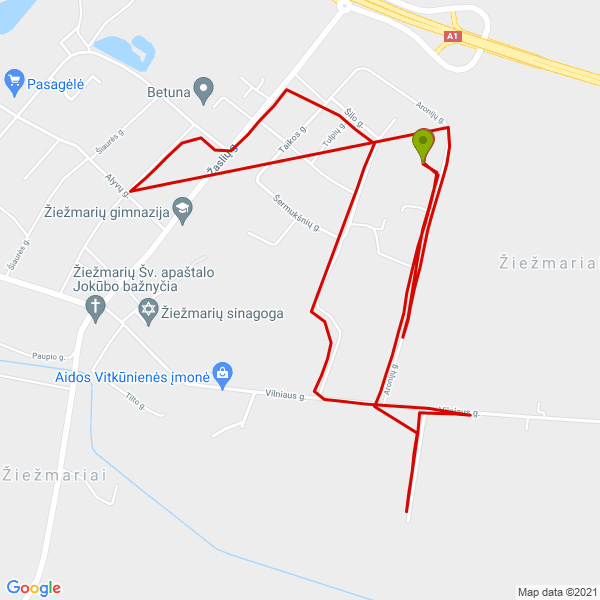 A1
Pasagėlė
Betuna
Aronijų g.
Šilo g.
Tulpių g.
Taikos g.
Šiaurės g.
Žaslių g.
Alyvų g.
Žiežmarių gimnazija
Šermukšnių g.
Šiaurės g.
Žiežmariai
Žiežmarių Šv. apaštalo
Jokūbo bažnyčia
Žiežmarių sinagoga
Paupio g.
Aidos Vitkūnienės įmonė
Aronijų g.
Vilniaus g.
Tilto g.
Vilniaus g.
Žiežmariai
Google
Map data ©2021